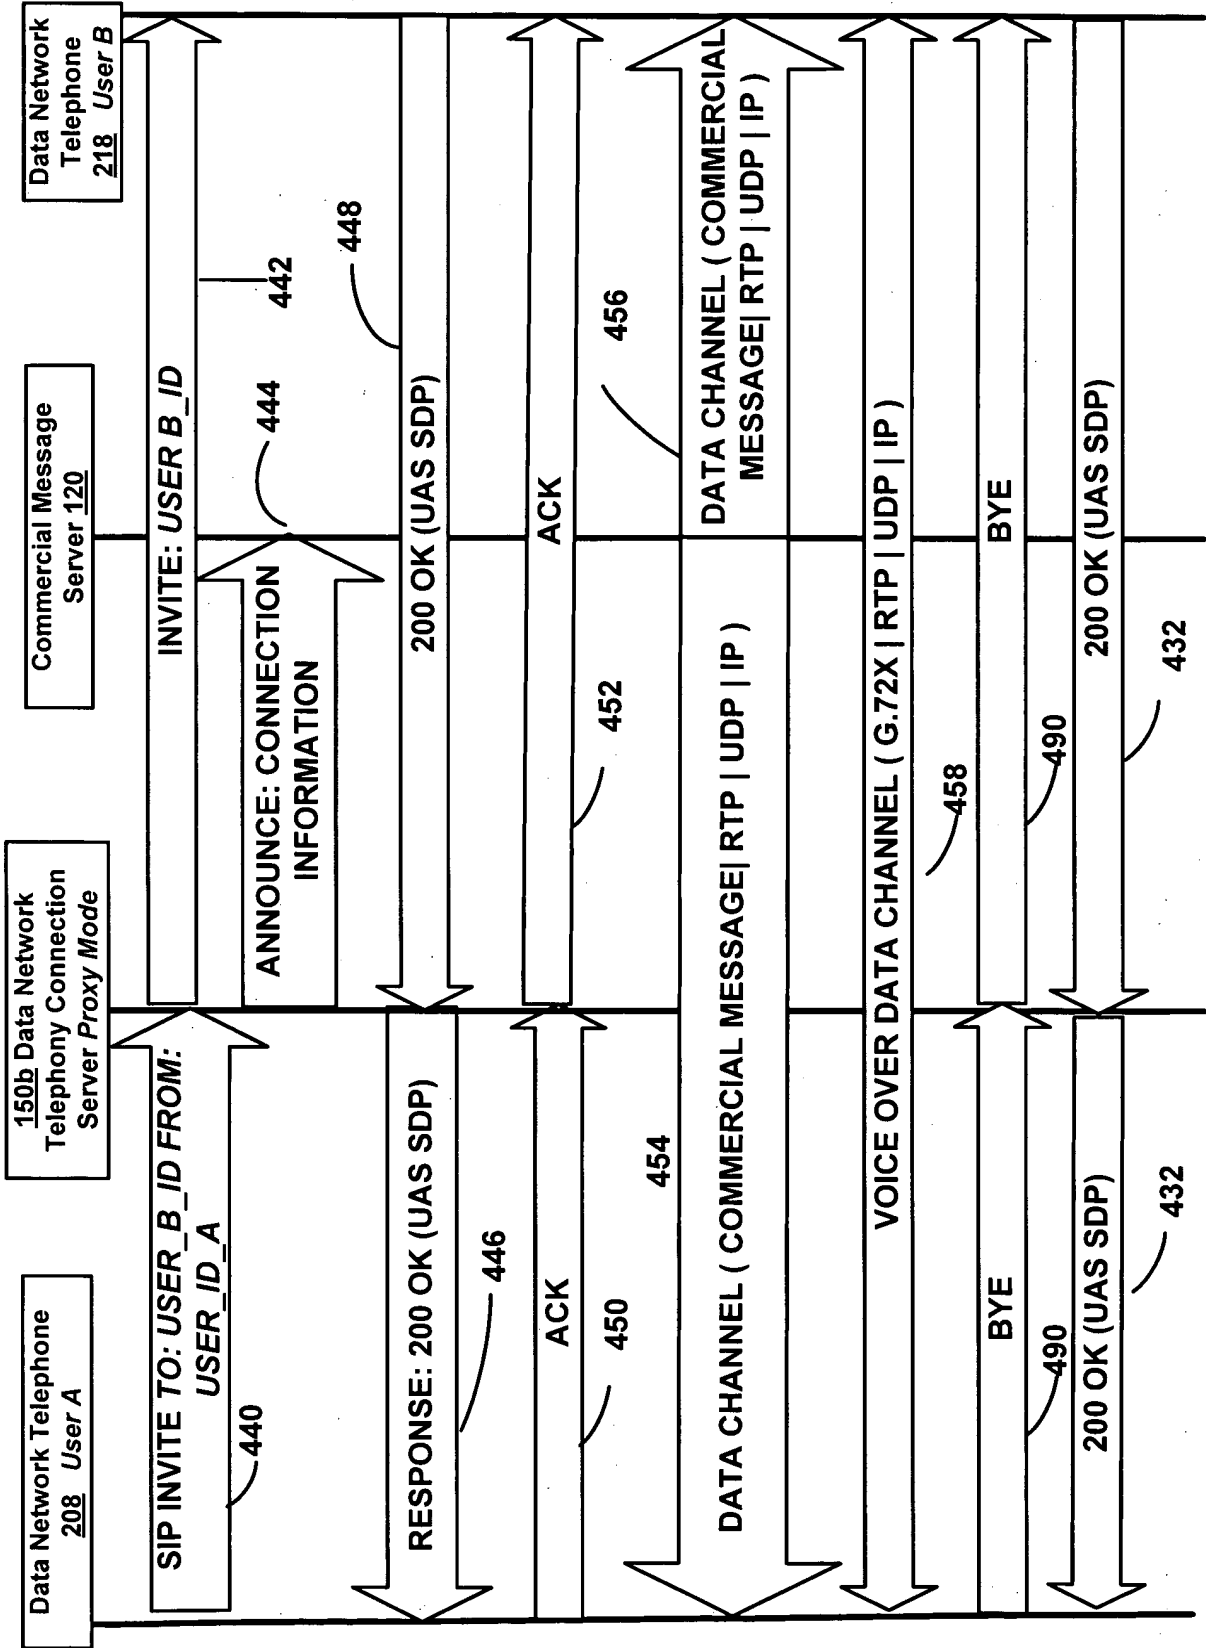 Data Network Telephone
208 User A
150b Data Network
Telephony Connection
Server Proxy Mode
Commercial Message
Server 120
Data Network
Telephone
218 User B
SIP INVITE TO: USER_B_ID FROM:
USER_ID_A
440
INVITE: USER B_ID
442
ANNOUNCE: CONNECTION
INFORMATION
444
RESPONSE: 200 OK (UAS SDP)
446
200 OK (UAS SDP)
448
ACK
450
ACK
452
DATA CHANNEL ( COMMERCIAL MESSAGE| RTP | UDP | IP )
454
DATA CHANNEL ( COMMERCIAL
MESSAGE| RTP | UDP | IP )
456
VOICE OVER DATA CHANNEL ( G.72X | RTP | UDP | IP )
458
BYE
490
BYE
490
200 OK (UAS SDP)
432
200 OK (UAS SDP)
432